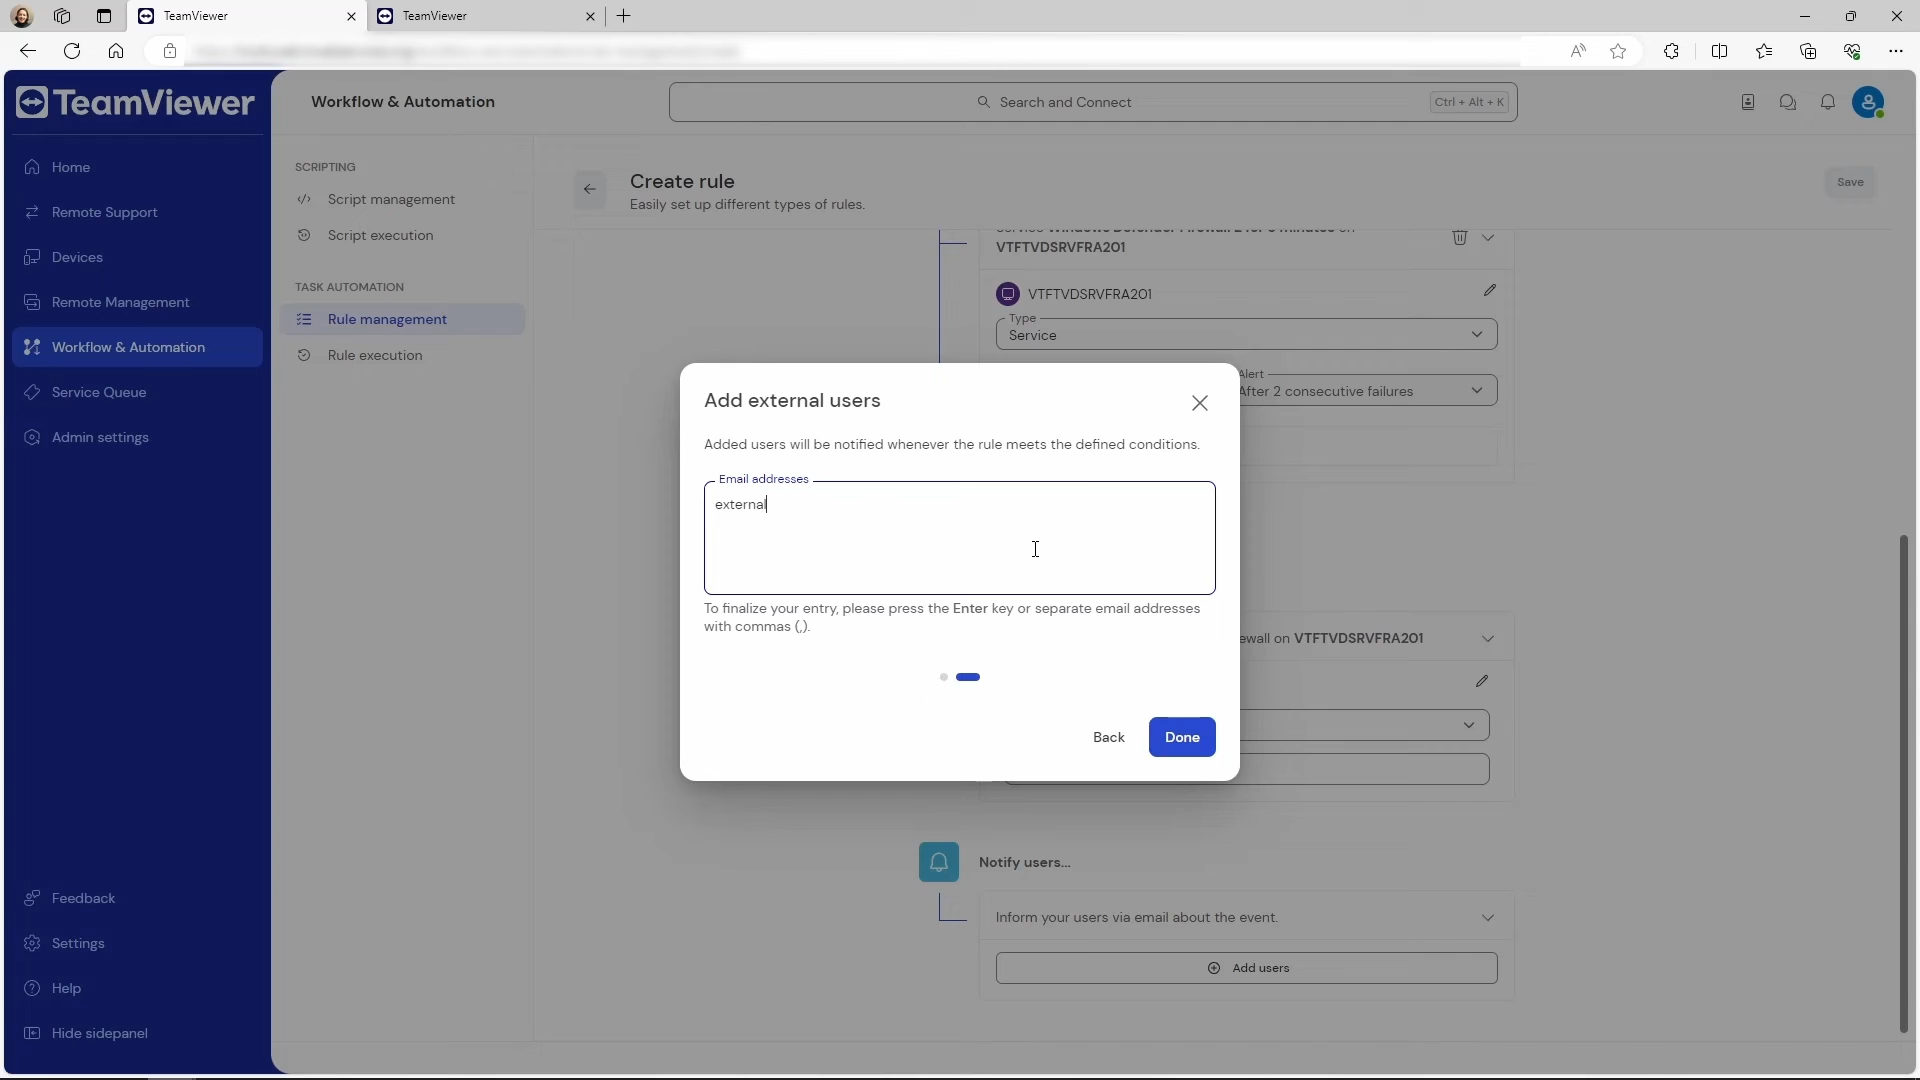 TeamViewer
TeamViewer
TeamViewer
Workflow & Automation
Search and Connect
Ctrl + Alt + K
Home
Remote Support
Devices
Remote Management
Workflow & Automation
Service Queue
Admin settings
Feedback
Settings
Help
Hide sidepanel
SCRIPTING
Script management
Script execution
TASK AUTOMATION
Rule management
Rule execution
Create rule
Easily set up different types of rules.
Save
VTFTVDSRVFRA201
VTFTVDSRVFRA201
Type
Service
Alert
After 2 consecutive failures
Add external users
Added users will be notified whenever the rule meets the defined conditions.
Email addresses
external
To finalize your entry, please press the Enter key or separate email addresses
with commas (,).
Back
Done
ewall on VTFTVDSRVFRA201
Notify users...
Inform your users via email about the event.
Add users